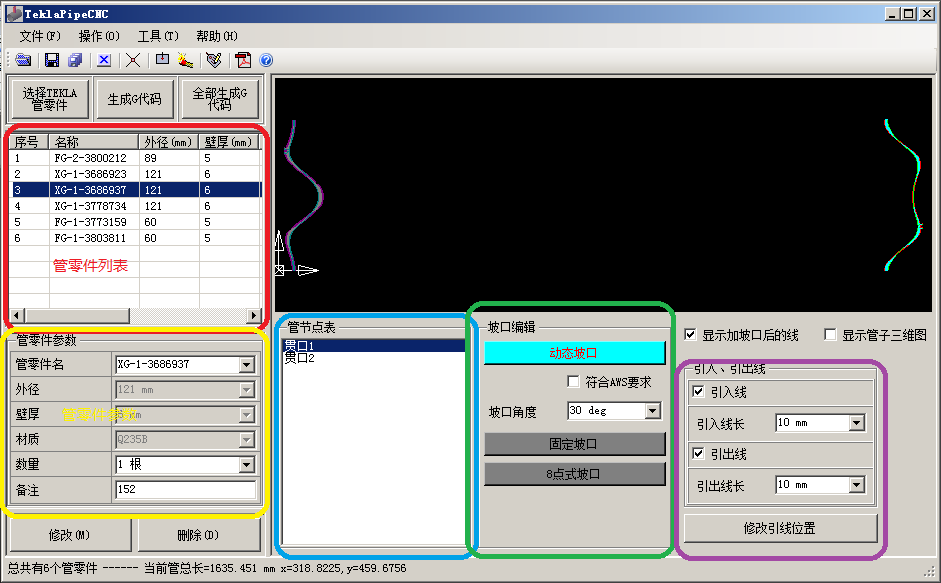 TeklaPipeCNC
文件(F) 操作(O) 工具(T) 帮助(H)
选择TEKLA
管零件
生成G代码
全部生成G
代码
序号 名称 外径(mm) 壁厚(mm)
1 FG-2-3800212 89 5
2 XG-1-3686923 121 6
3 XG-1-3686937 121 6
4 XG-1-3778734 121 6
5 FG-1-3773159 60 5
6 FG-1-3803811 60 5
管零件列表
管零件参数
管零件名 XG-1-3686937
外径 121 mm
壁厚 mm
管零件参数
材质 Q235B
数量 1 根
备注 152
修改(M) 删除(D)
管节点表
贯口1
贯口2
坡口编辑
动态坡口
符合AWS要求
坡口角度 30 deg
固定坡口
8点式坡口
显示加坡口后的线 显示管子三维图
引入、引出线
引入线
引入线长 10 mm
引出线
引出线长 10 mm
修改引线位置
总共有6个管零件 ------ 当前管总长=1635.451 mm x=318.8225,y=459.6756